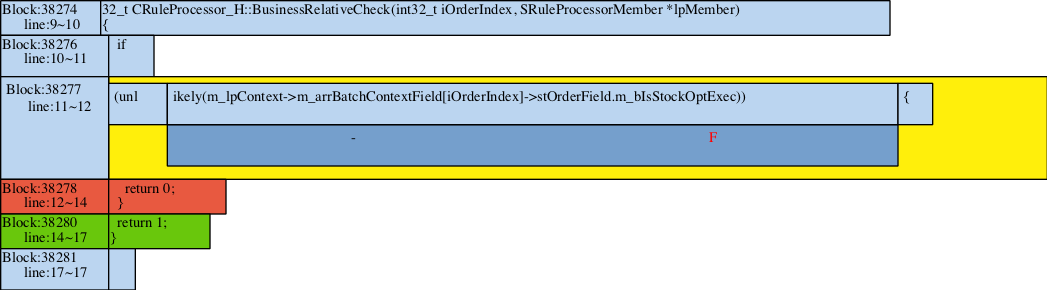 Block:38274 32_t CRuleProcessor_H::BusinessRelativeCheck(int32_t iOrderIndex, SRuleProcessorMember *lpMember)
line:9~10 {
Block:38276 if
line:10~11
Block:38277 (unl ikely(m_lpContext->m_arrBatchContextField[iOrderIndex]->stOrderField.m_bIsStockOptExec)) {
line:11~12
- F
Block:38278 return 0;
line:12~14 }
Block:38280 return 1;
line:14~17 }
Block:38281
line:17~17